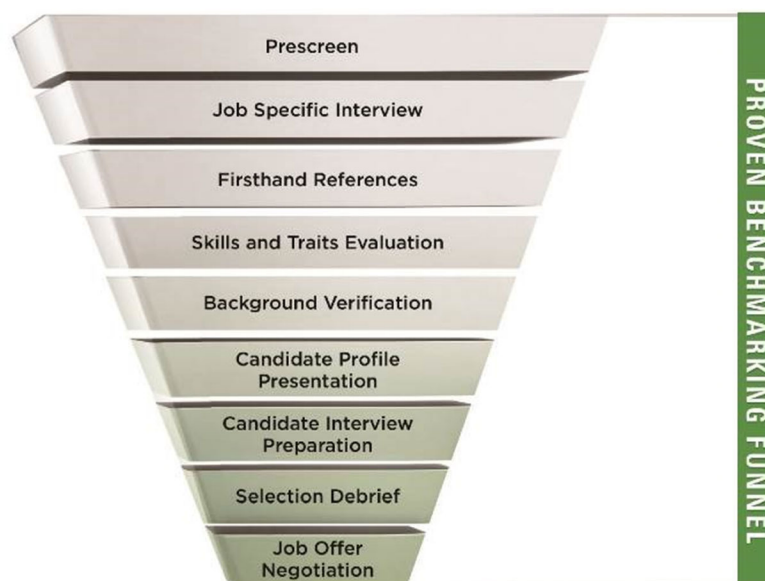 Prescreen
Job Specific Interview
Firsthand References
Skills and Traits Evaluation
Background Verification
Candidate Profile
Presentation
Candidate Interview
Preparation
Selection Debrief
Job Offer
Negotiation
PROVEN BENCHMARKING FUNNEL